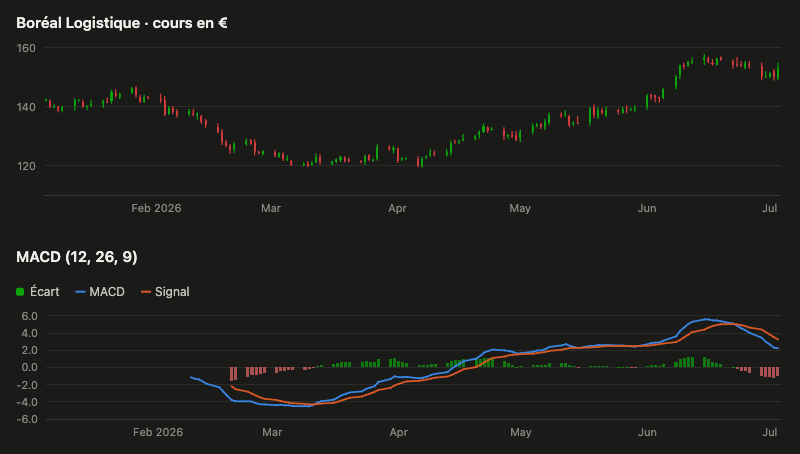 Boréal Logistique · cours en €
160
140
120
Feb 2026 Mar Apr May Jun Jul
MACD (12, 26, 9)
Écart MACD Signal
6.0
4.0
2.0
0.0
-2.0
-4.0
-6.0
Feb 2026 Mar Apr May Jun Jul